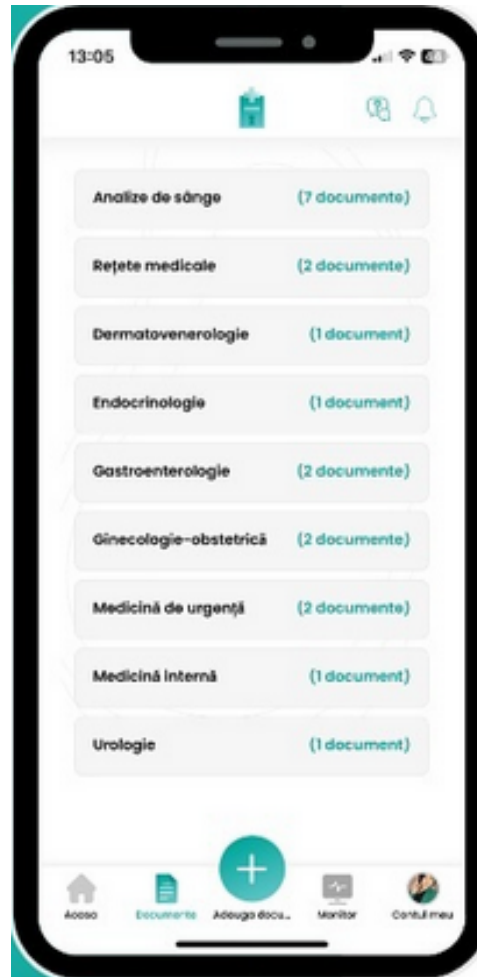 13:05
Analize de sânge (7 documente)
Rețete medicale (2 documente)
Dermatovenerologie (1 document)
Endocrinologie (1 document)
Gastroenterologie (2 documente)
Ginecologie-obstetrică (2 documente)
Medicină de urgență (2 documente)
Medicină internă (1 document)
Urologie (1 document)
Acasa Documente Adauga docu... Monitor Contul meu